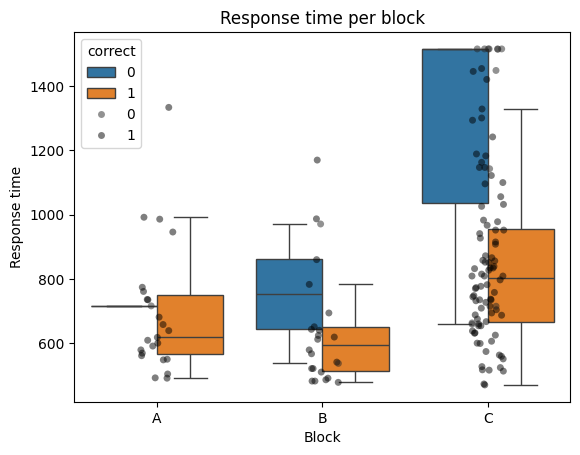 Response time per block
correct
0
1
0
1
Response time
1400
1200
1000
800
600
A
B
C
Block